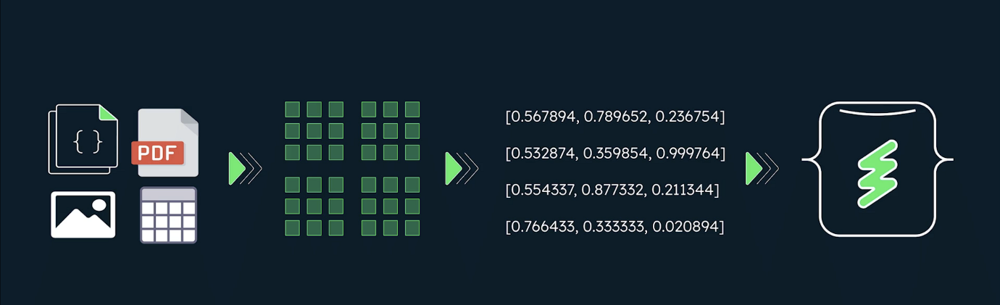 { }
PDF
[0.567894, 0.789652, 0.236754]
[0.532874, 0.359854, 0.999764]
[0.554337, 0.877332, 0.211344]
[0.766433, 0.333333, 0.020894]